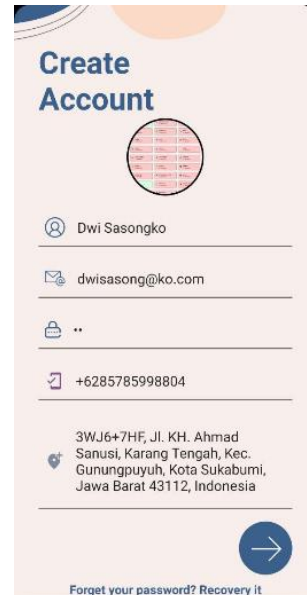 Create
Account
Dwi Sasongko
dwisasong@ko.com
••
+6285785998804
3WJ6+7HF, Jl. KH. Ahmad
Sanusi, Karang Tengah, Kec.
Gunungpuyuh, Kota Sukabumi,
Jawa Barat 43112, Indonesia
Forget your password? Recovery it